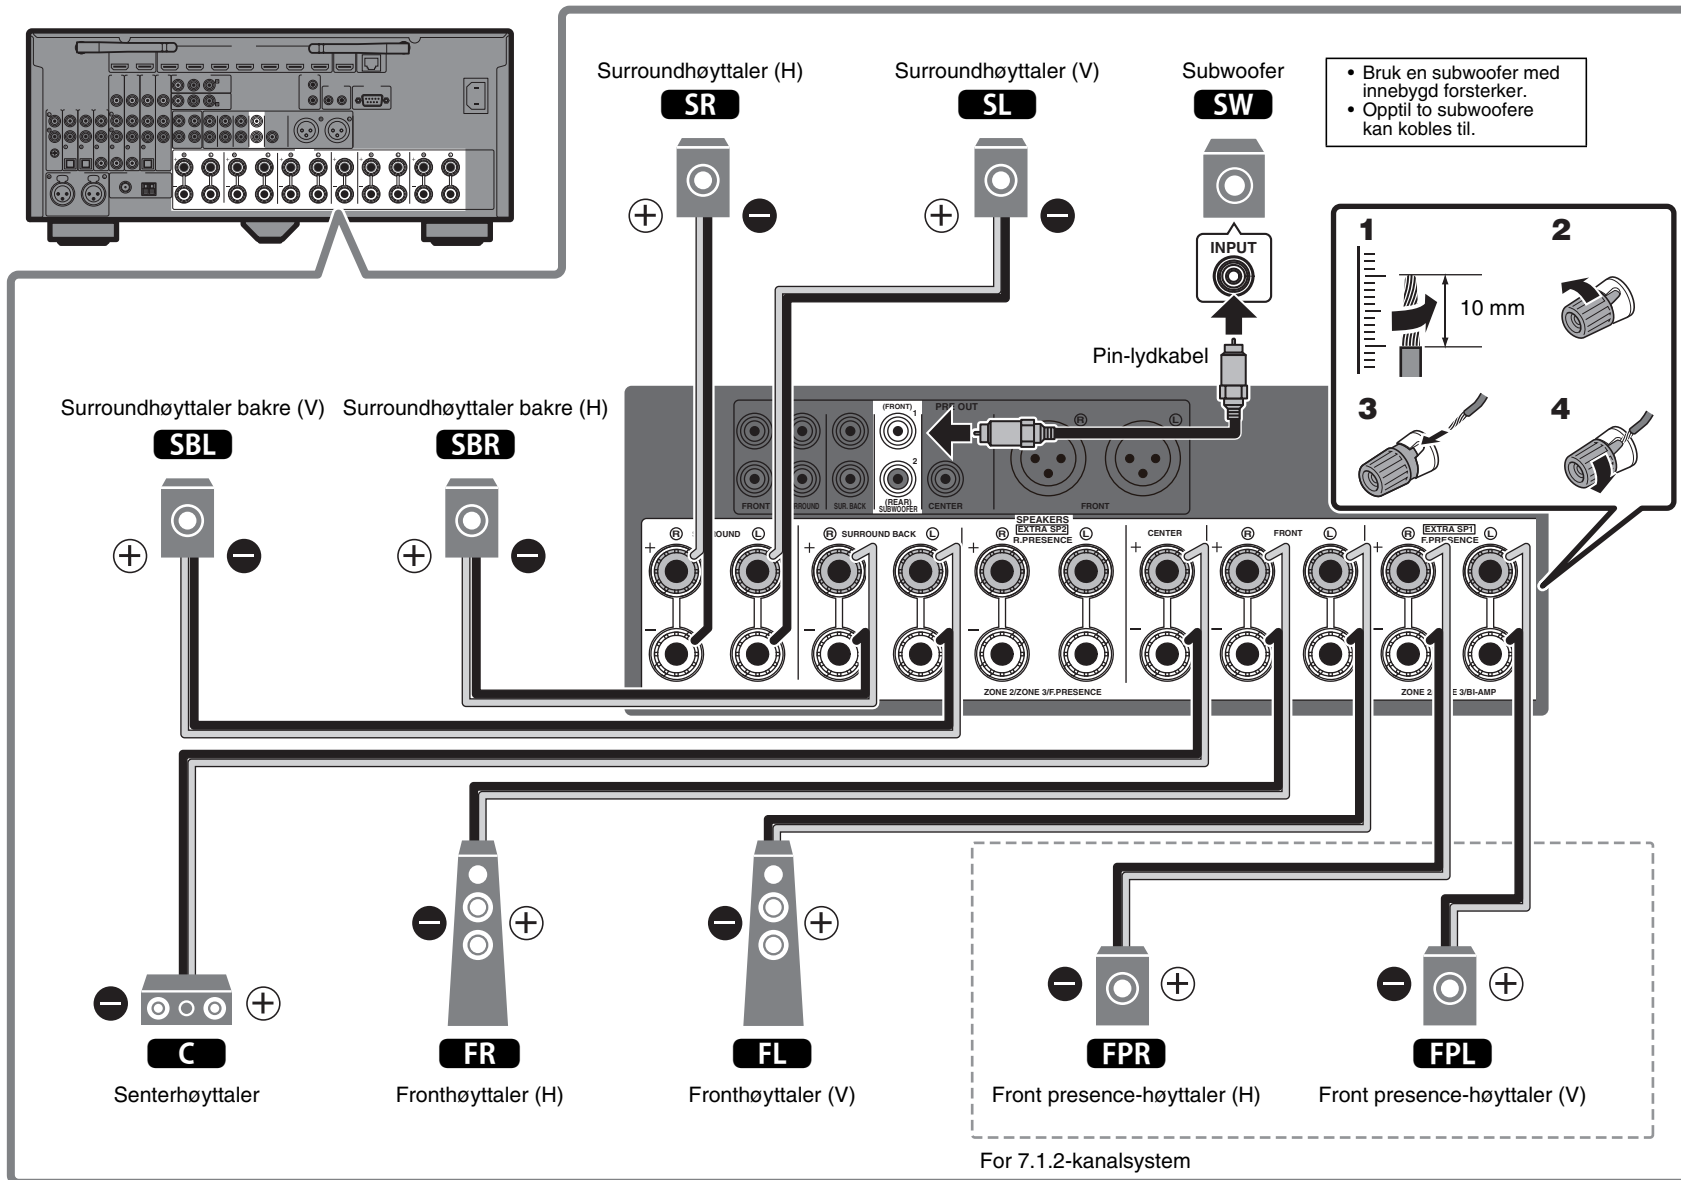 Surroundhøyttaler (H)
SR
Surroundhøyttaler (V)
SL
Subwoofer
SW
• Bruk en subwoofer med
innebygd forsterker.
• Opptil to subwoofere
kan kobles til.
INPUT
1
2
10 mm
3
4
Pin-lydkabel
Surroundhøyttaler bakre (V)
SBL
Surroundhøyttaler bakre (H)
SBR
(FRONT)
1
PRE OUT
R
L
2
(REAR)
FRONT
SUR. BACK
SUBWOOFER
CENTER
FRONT
SPEAKERS
R
L
R SURROUND BACK L
R
EXTRA SP2
R.PRESENCE
L
CENTER
R FRONT L
R
EXTRA SP1
F.PRESENCE
L
ZONE 2/ZONE 3/F.PRESENCE
C
Senterhøyttaler
FR
Fronthøyttaler (H)
FL
Fronthøyttaler (V)
FPR
Front presence-høyttaler (H)
FPL
Front presence-høyttaler (V)
For 7.1.2-kanalsystem